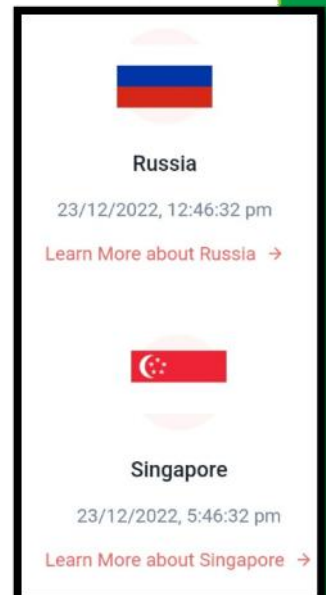 Russia
23/12/2022, 12:46:32 pm
Learn More about Russia →
Singapore
23/12/2022, 5:46:32 pm
Learn More about Singapore →